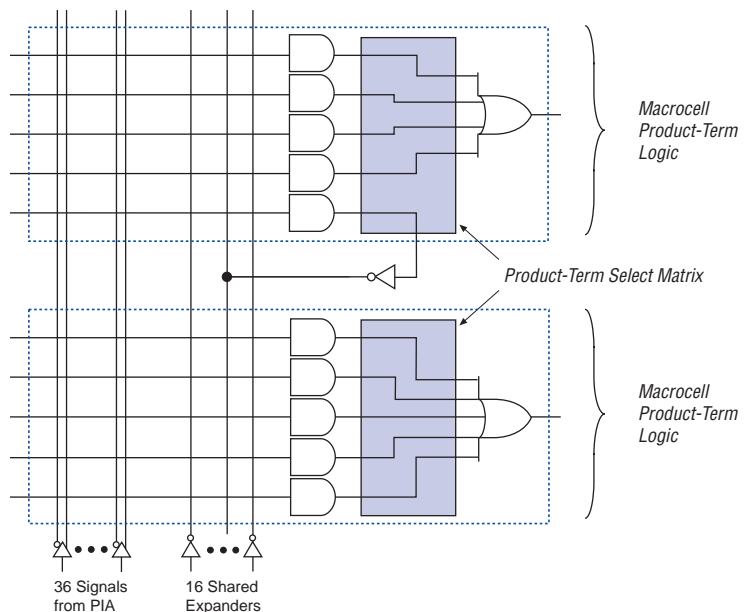 Macrocell
Product-Term
Logic
Product-Term Select Matrix
Macrocell
Product-Term
Logic
36 Signals
from PIA
16 Shared
Expanders